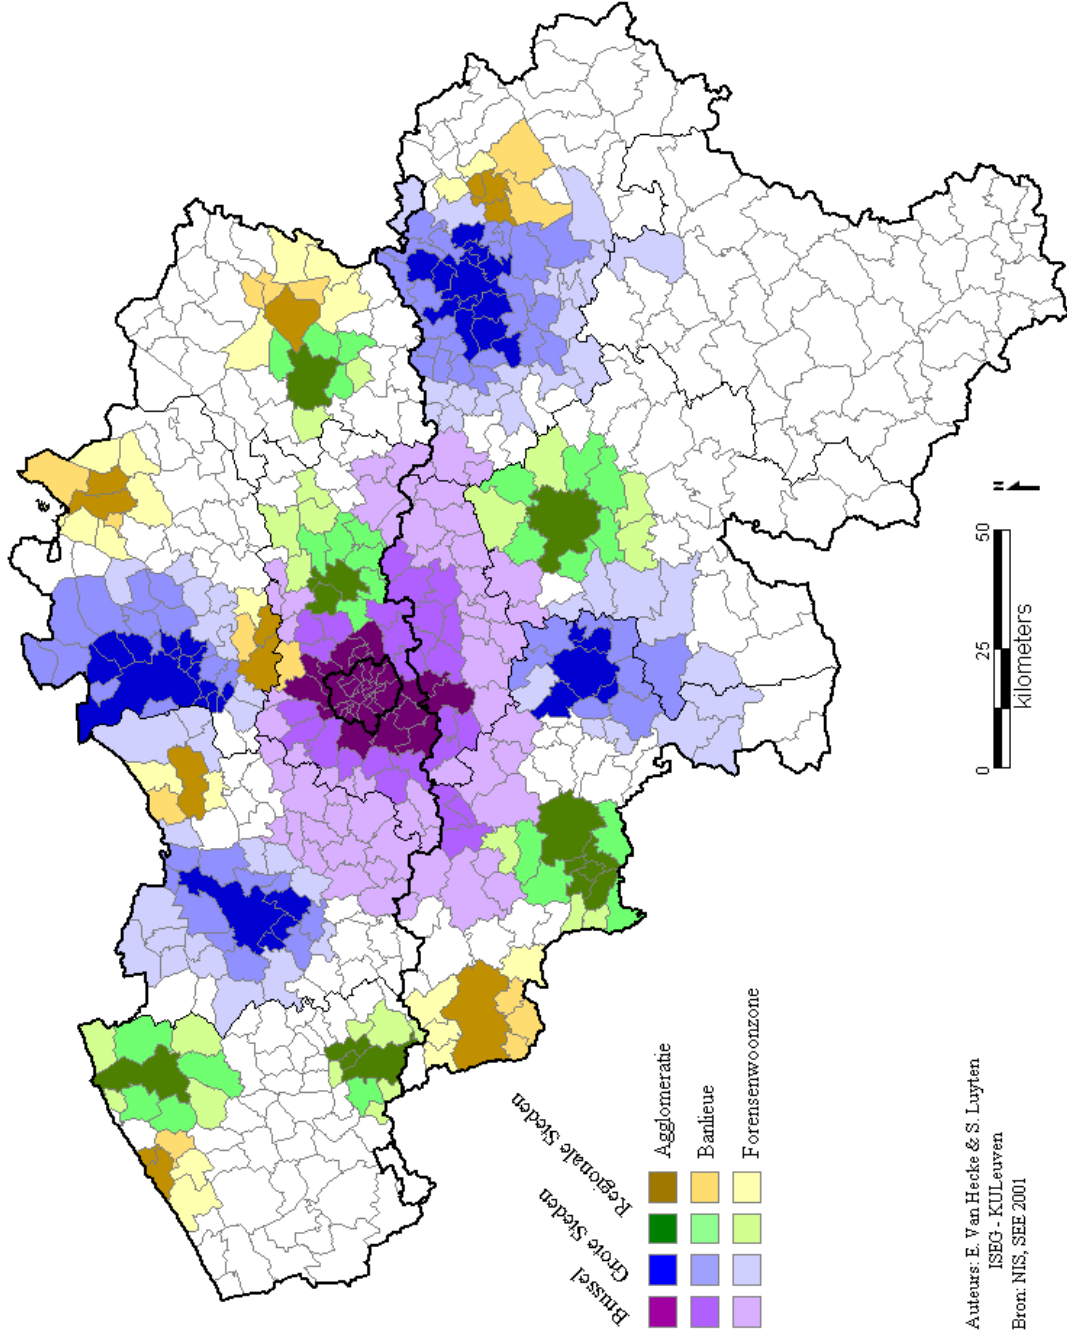 Brussel
Grote Steden
Regionale Steden
Agglomeratie
Banlieue
Forensenwoonzone
N
0 25 50
kilometers
Auteurs: E. Van Hecke & S. Luyten
ISEG - KULeuven
Bron: NIS, SEE 2001